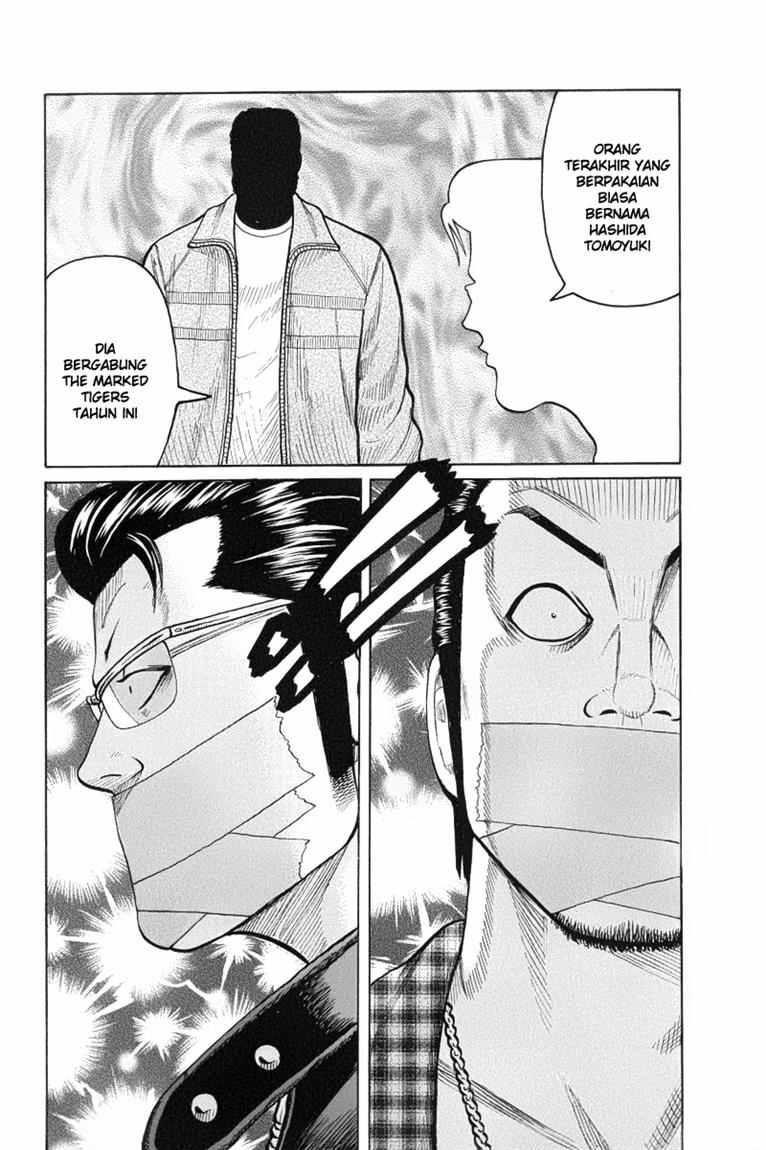 ORANG
TERAKHIR YANG
BERPAKAIAN
BIASA
BERNAMA
HASHIDA
TOMOYUKI
DIA
BERGABUNG
THE MARKED
TIGERS
TAHUN INI